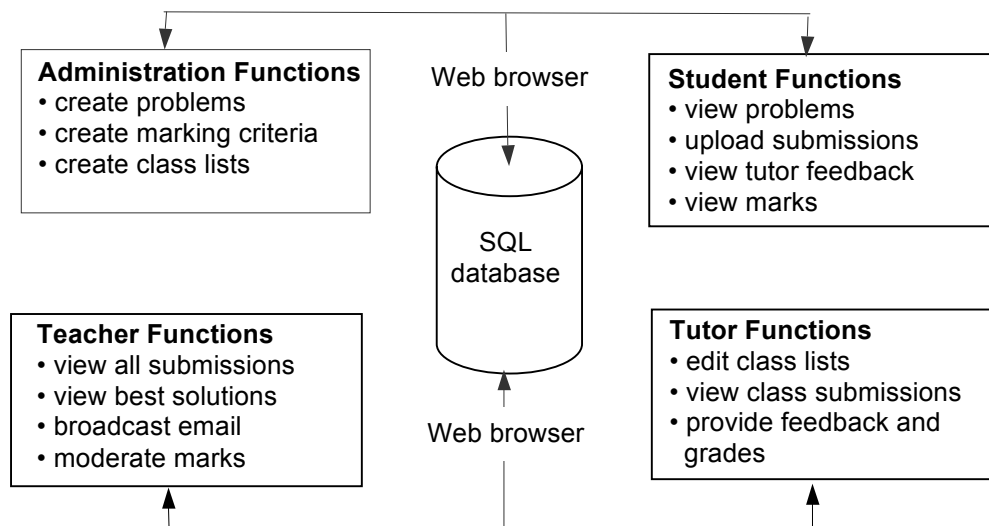 Administration Functions
• create problems
• create marking criteria
• create class lists
Web browser
Student Functions
• view problems
• upload submissions
• view tutor feedback
• view marks
SQL
database
Teacher Functions
• view all submissions
• view best solutions
• broadcast email
• moderate marks
Web browser
Tutor Functions
• edit class lists
• view class submissions
• provide feedback and
grades